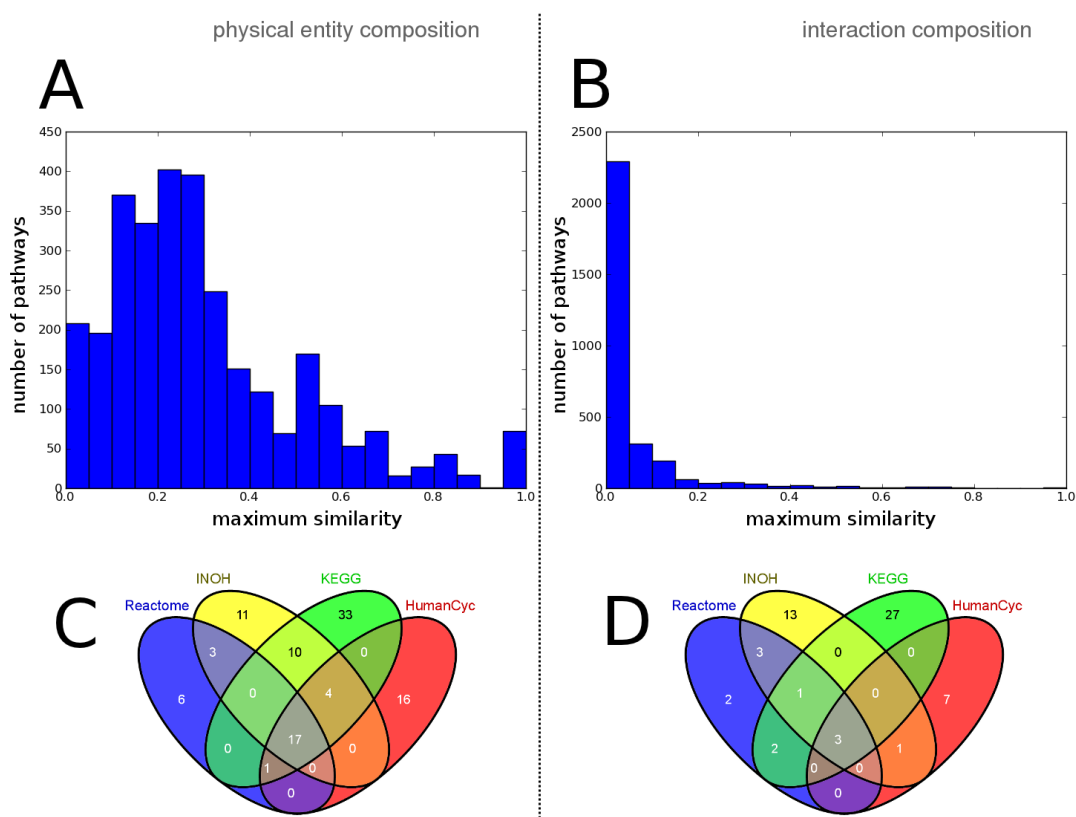 physical entity composition
interaction composition
A
450
400
350
300
250
200
150
100
50
0
0.0 0.2 0.4 0.6 0.8 1.0
number of pathways
maximum similarity
B
2500
2000
1500
1000
500
0
0.0 0.2 0.4 0.6 0.8 1.0
number of pathways
maximum similarity
C
INOH KEGG
Reactome HumanCyc
11 33
3 10 0
6 0 4 16
0 17 0
1 0
0
D
INOH KEGG
Reactome HumanCyc
13 27
3 0 0
2 1 0 7
2 3 1
0 0
0